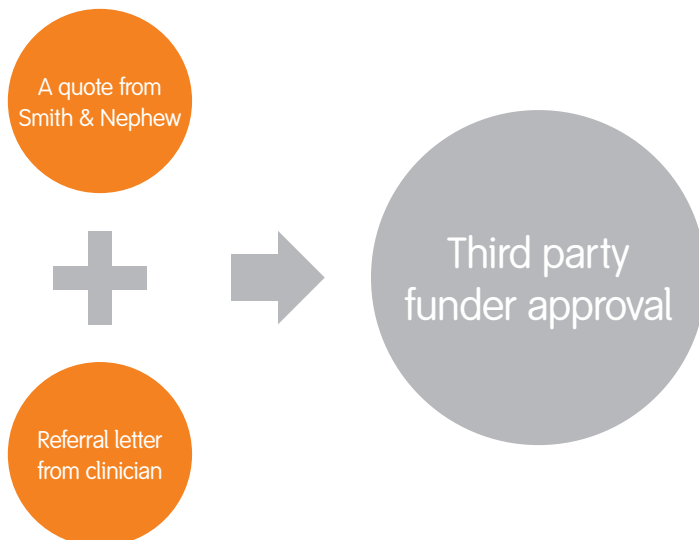 A quote from
Smith & Nephew
Third party
funder approval
Referral letter
from clinician